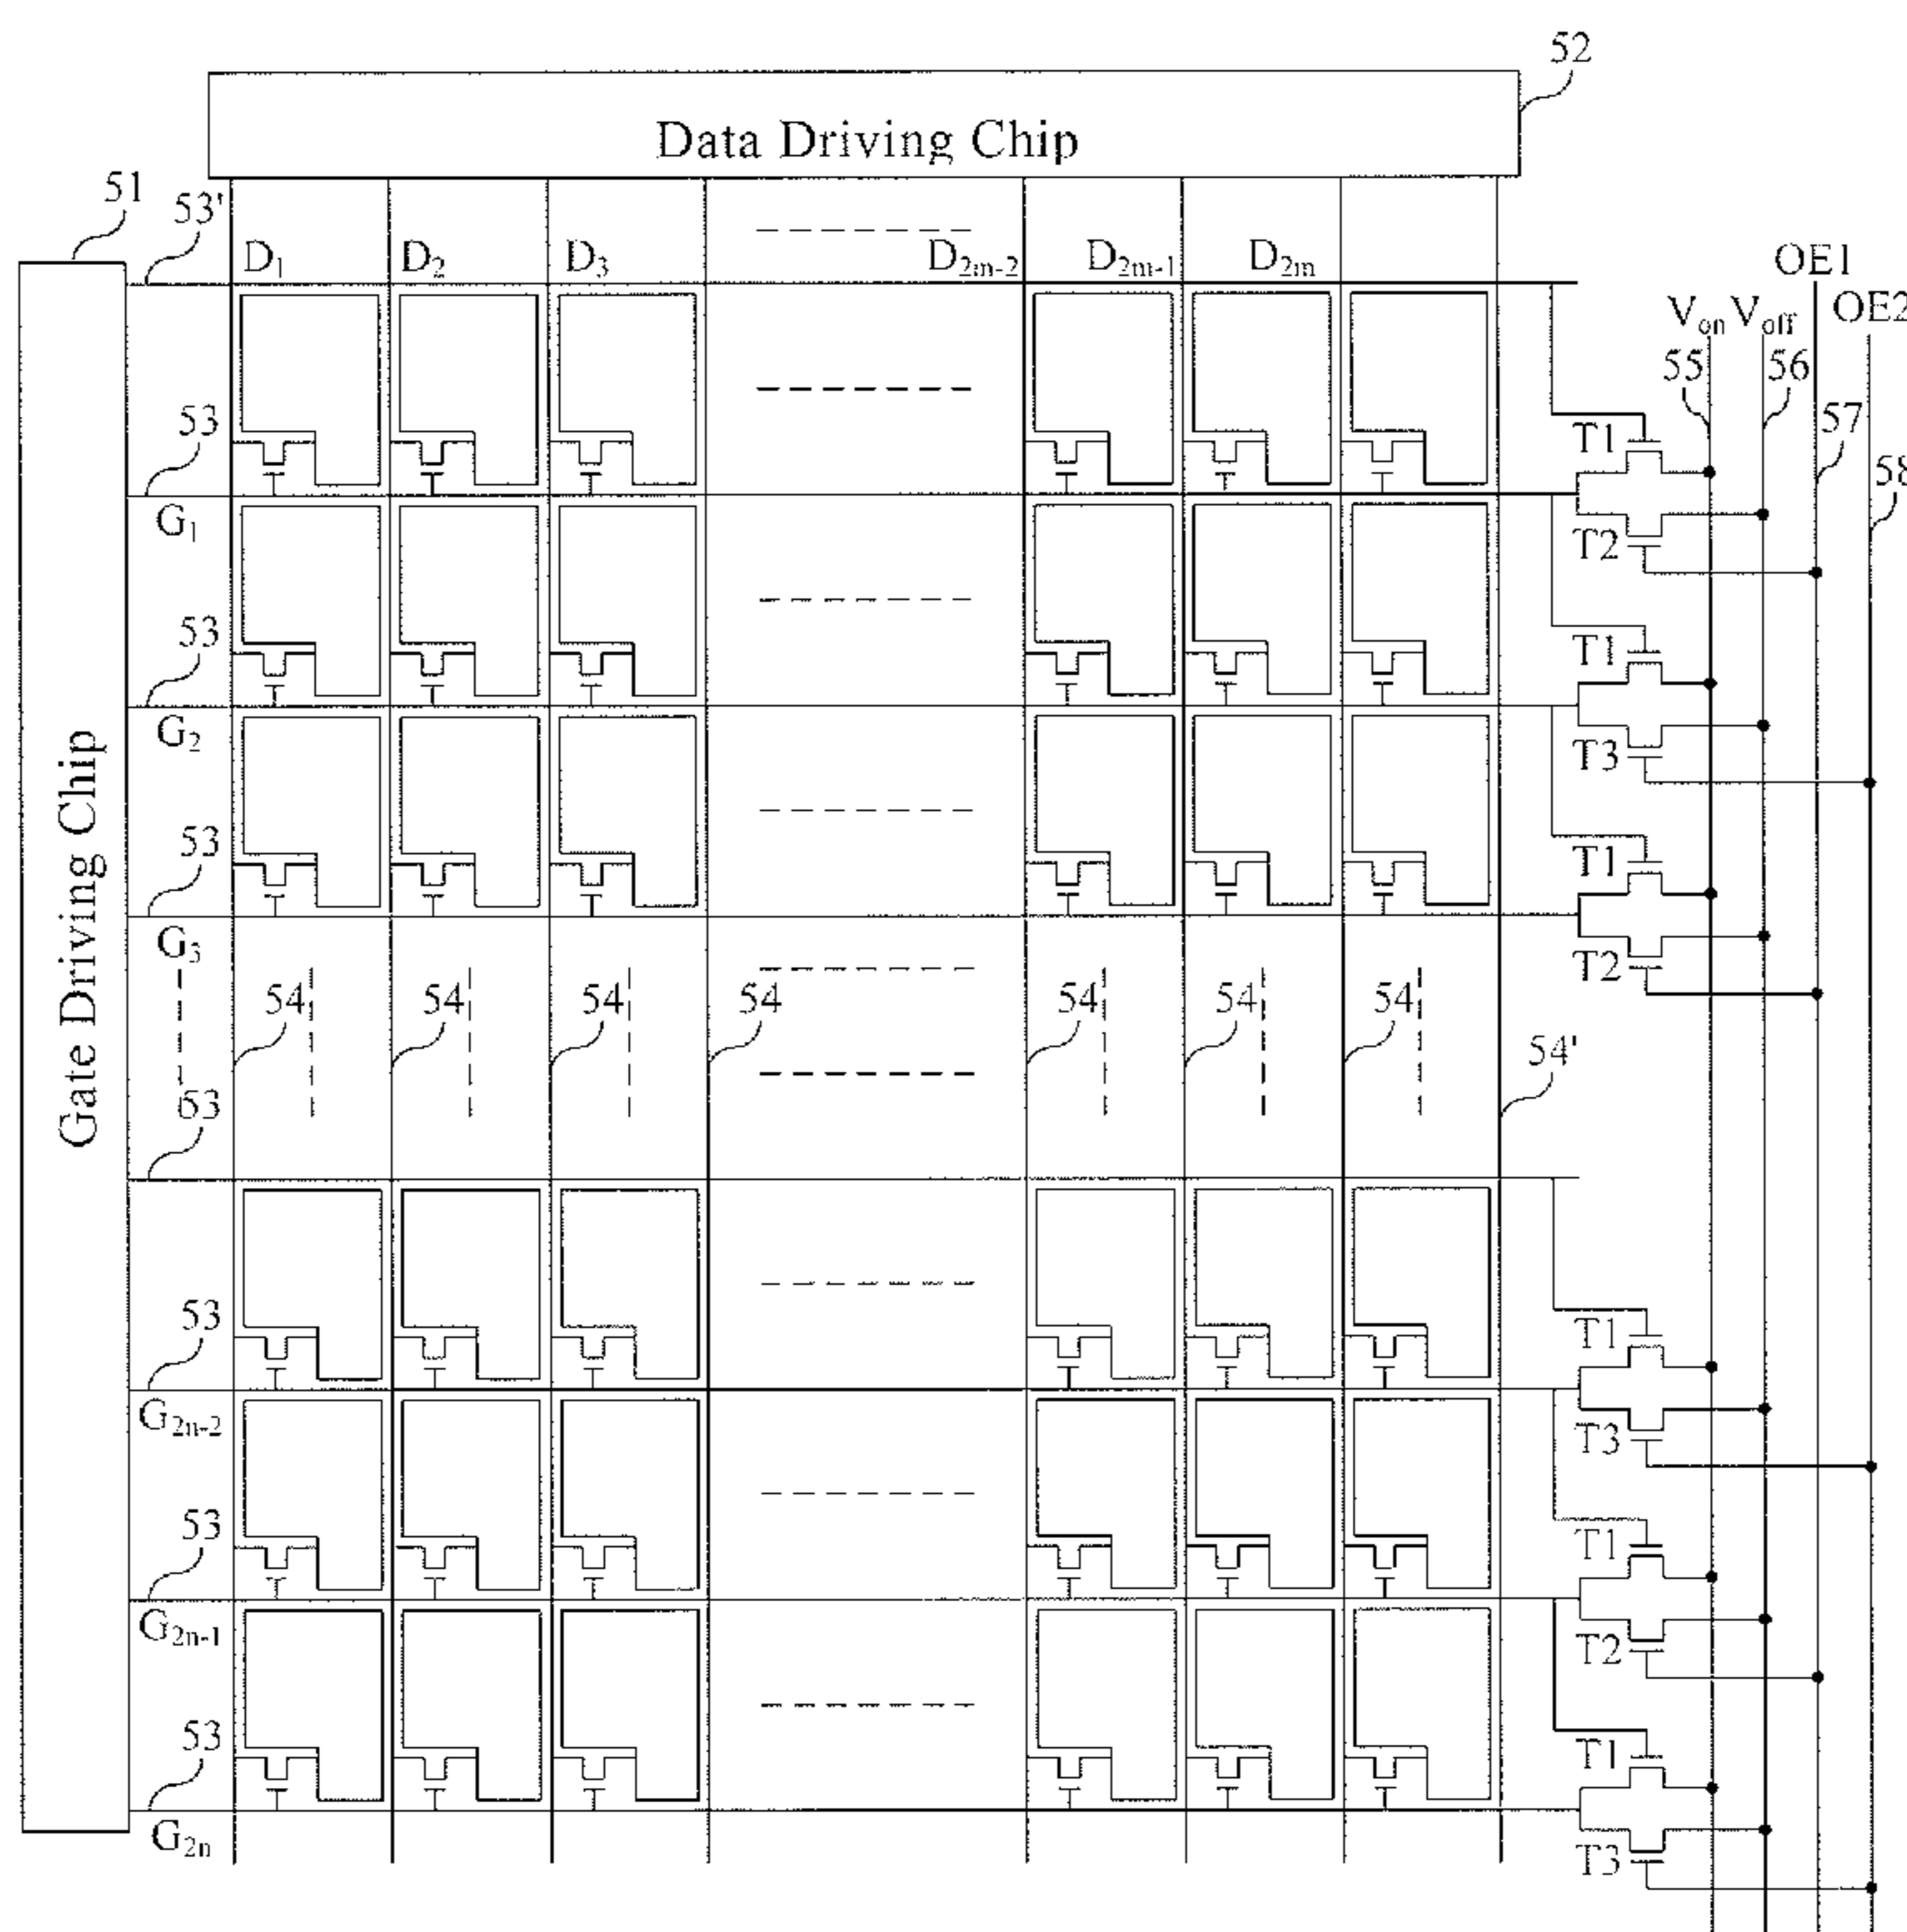 52
Data Driving Chip
51
53'
D1 D2 D3 D2m-2 D2m-1 D2m
OE1
Von Voff OE2
55 56
57
58
53
T1
G1
T2
53
T1
G2
T3
53
T1
G3
T2
Gate Driving Chip
54 54 54 54 54 54 54
54'
53
53
T1
G2n-2
T3
53
T1
G2n-1
T2
53
T1
G2n
T3